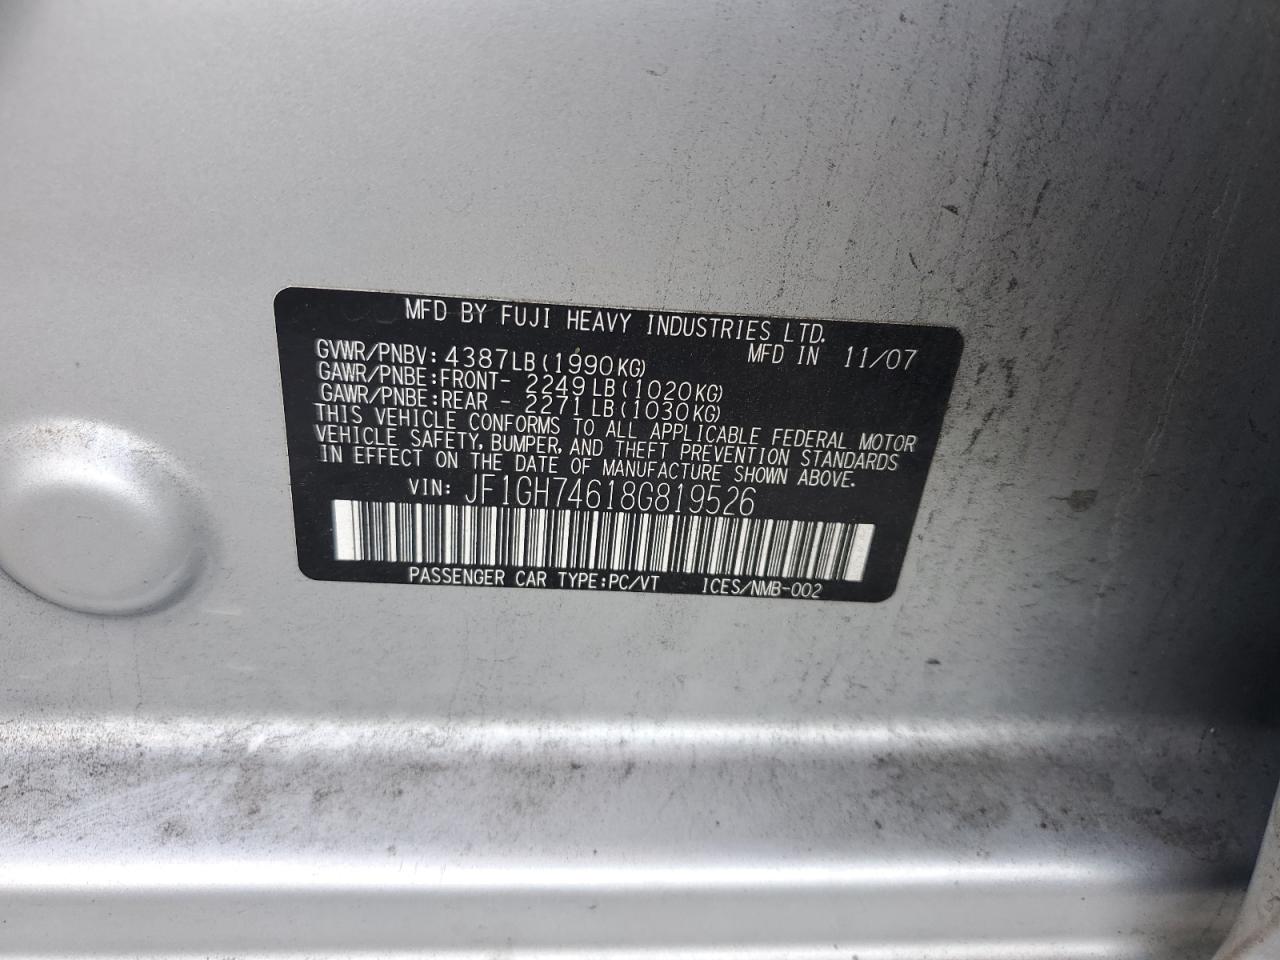 MFD BY FUJI HEAVY INDUSTRIES LTD.
MFD IN 11/07
GVWR/PNBV: 4387LB (1990KG)
GAWR/PNBE:FRONT- 2249LB (1020KG)
GAWR/PNBE:REAR - 2271LB (1030KG)
THIS VEHICLE CONFORMS TO ALL APPLICABLE FEDERAL MOTOR
VEHICLE SAFETY, BUMPER, AND THEFT PREVENTION STANDARDS
IN EFFECT ON THE DATE OF MANUFACTURE SHOWN ABOVE.
VIN: JF1GH74618G819526
PASSENGER CAR TYPE:PC/VT ICES/NMB-002